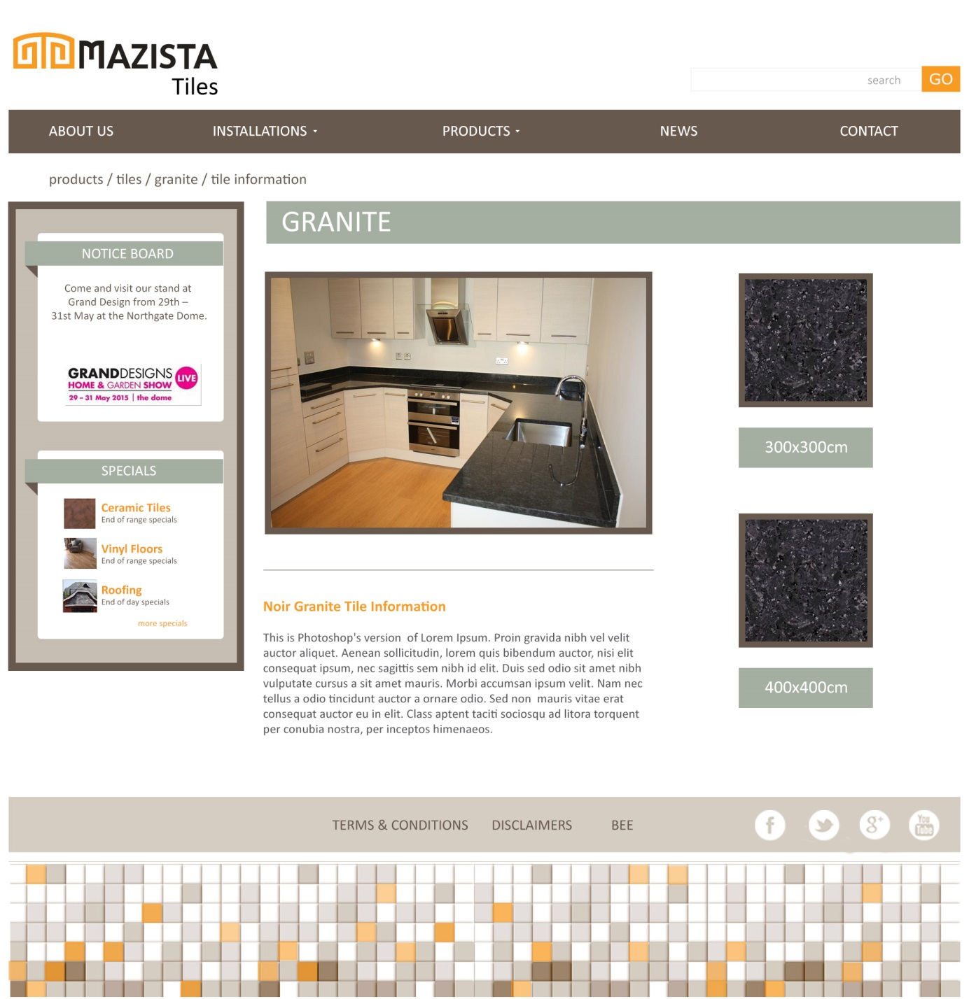 MAZISTA
Tiles
search GO
ABOUT US INSTALLATIONS PRODUCTS NEWS CONTACT
products / tiles / granite / tile information
GRANITE
NOTICE BOARD
Come and visit our stand at
Grand Design from 29th –
31st May at the Northgate Dome.
GRANDDESIGNS
LIVE
HOME & GARDEN SHOW
29 – 31 May 2015 | the dome
SPECIALS
Ceramic Tiles
End of range specials
Vinyl Floors
End of range specials
Roofing
End of day specials
more specials
300x300cm
400x400cm
Noir Granite Tile Information
This is Photoshop's version  of Lorem Ipsum. Proin gravida nibh vel velit
auctor aliquet. Aenean sollicitudin, lorem quis bibendum auctor, nisi elit
consequat ipsum, nec sagittis sem nibh id elit. Duis sed odio sit amet nibh
vulputate cursus a sit amet mauris. Morbi accumsan ipsum velit. Nam nec
tellus a odio tincidunt auctor a ornare odio. Sed non  mauris vitae erat
consequat auctor eu in elit. Class aptent taciti sociosqu ad litora torquent
per conubia nostra, per inceptos himenaeos.
TERMS & CONDITIONS DISCLAIMERS BEE
f g+ You Tube